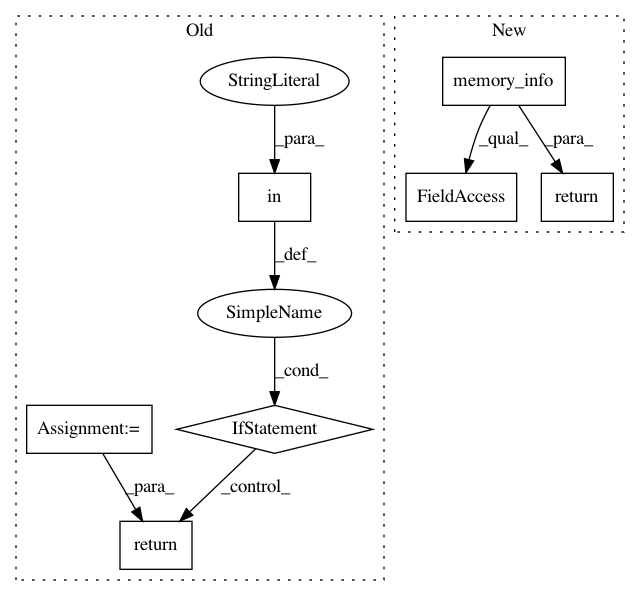 Old
New
StringLiteral
memory_info
_para_
_qual_
_para_
in
FieldAccess
return
_def_
SimpleName
_cond_
Assignment:=
IfStatement
_para_
_control_
return